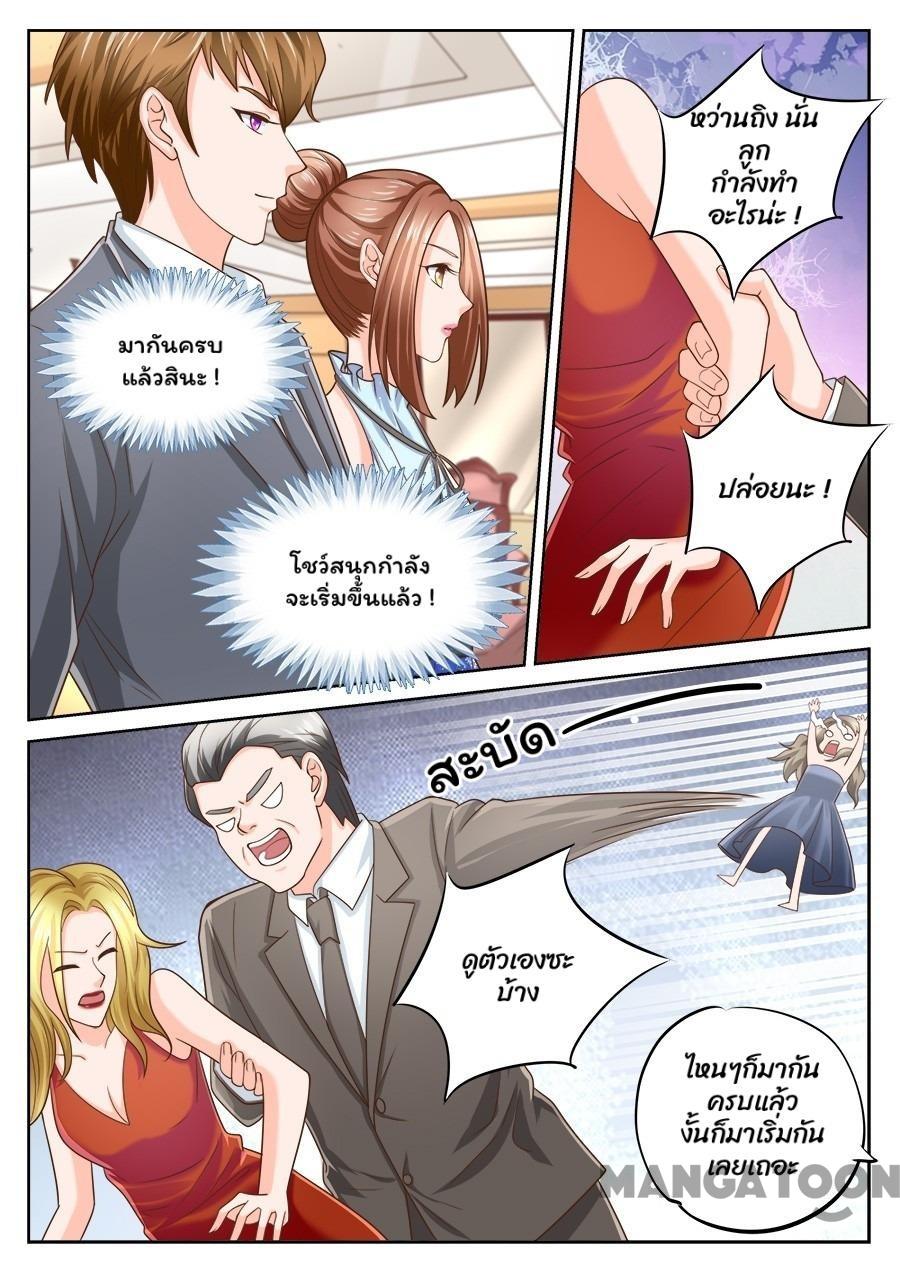 มากันครบ
แล้วสินะ !
โชว์สนุกกำลัง
จะเริ่มขึ้นแล้ว !
หว่านถิง นั่น
ลูก
กำลังทำ
อะไรน่ะ !
ปล่อยนะ !
สะบัด
ดูตัวเองซะ
บ้าง
ไหนๆก็มากัน
ครบแล้ว
งั้นก็มาเริ่มกัน
เลยเถอะ
MANGATOON